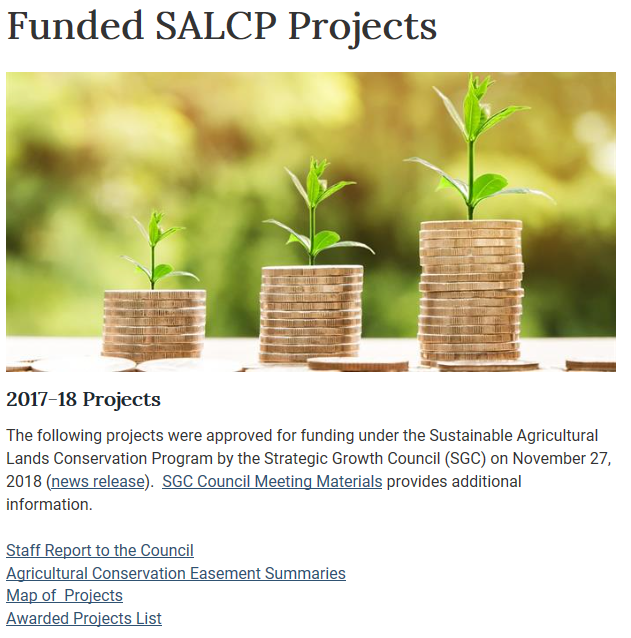 Funded SALCP Projects
2017-18 Projects
The following projects were approved for funding under the Sustainable Agricultural
Lands Conservation Program by the Strategic Growth Council (SGC) on November 27,
2018 (news release).  SGC Council Meeting Materials provides additional
information.
Staff Report to the Council
Agricultural Conservation Easement Summaries
Map of  Projects
Awarded Projects List